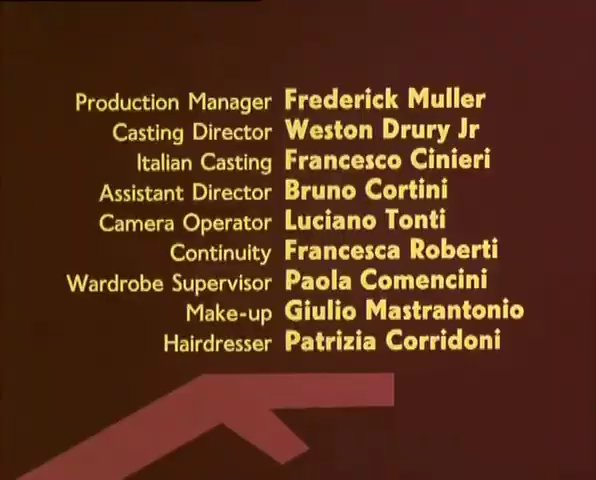 Production Manager Frederick Muller
Casting Director Weston Drury Jr
Italian Casting Francesco Cinieri
Assistant Director Bruno Cortini
Camera Operator Luciano Tonti
Continuity Francesca Roberti
Wardrobe Supervisor Paola Comencini
Make-up Giulio Mastrantonio
Hairdresser Patrizia Corridoni